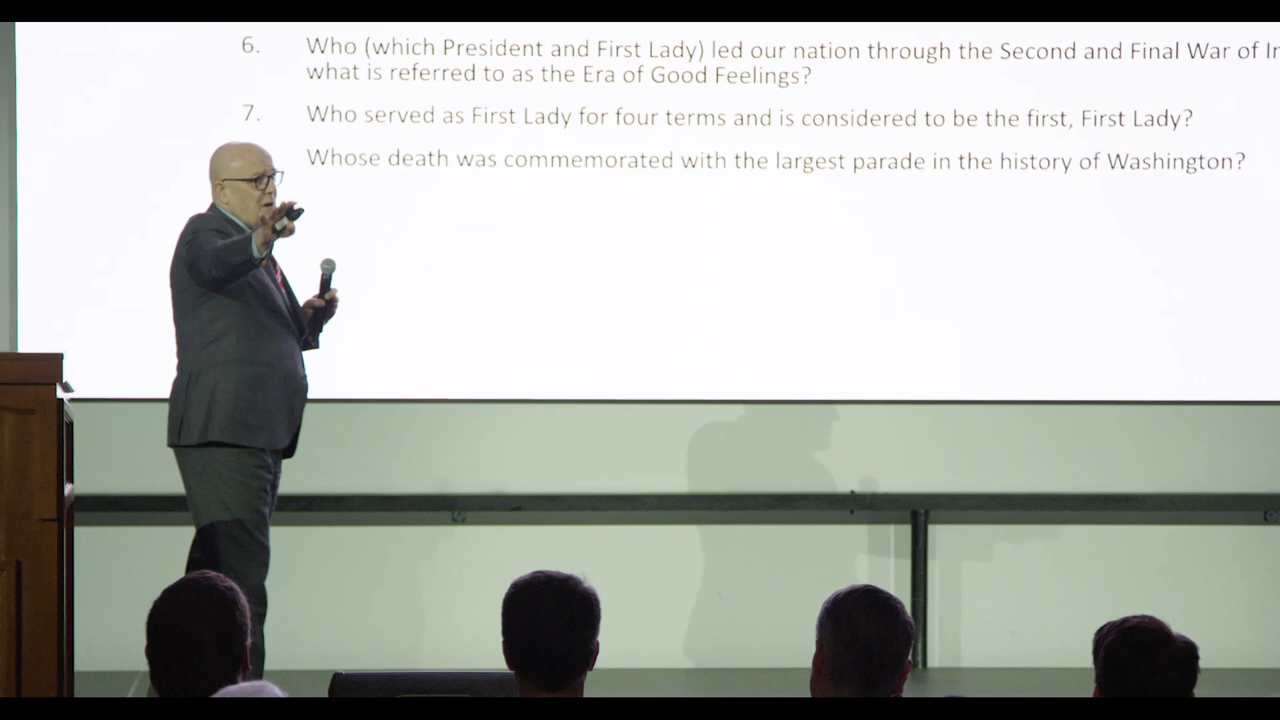 6. Who (which President and First Lady) led our nation through the Second and Final War of
what is referred to as the Era of Good Feelings?
7. Who served as First Lady for four terms and is considered to be the first, First Lady?
Whose death was commemorated with the largest parade in the history of Washington?